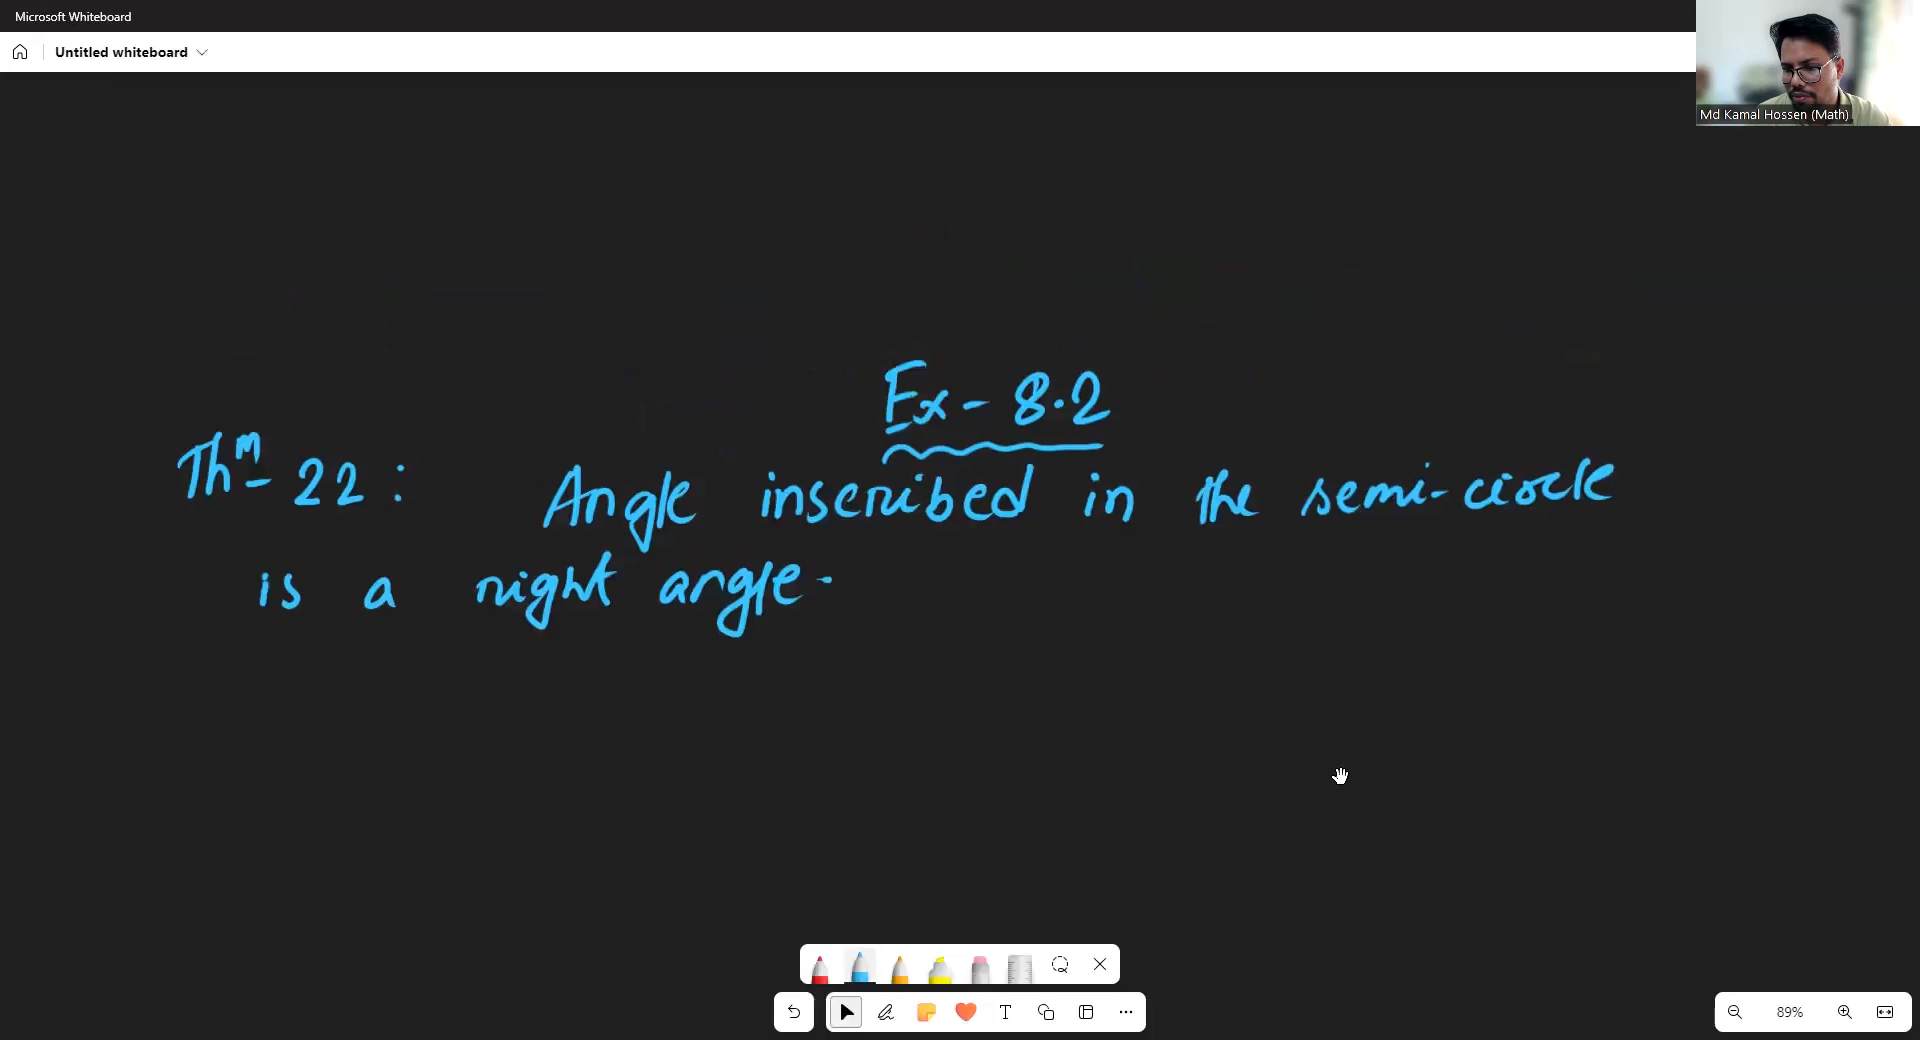 Microsoft Whiteboard
Untitled whiteboard
Md Kamal Hossen (Math)
Ex - 8.2
Thm - 22 : Angle inscribed in the semi-circle
is a right angle.
T
89%